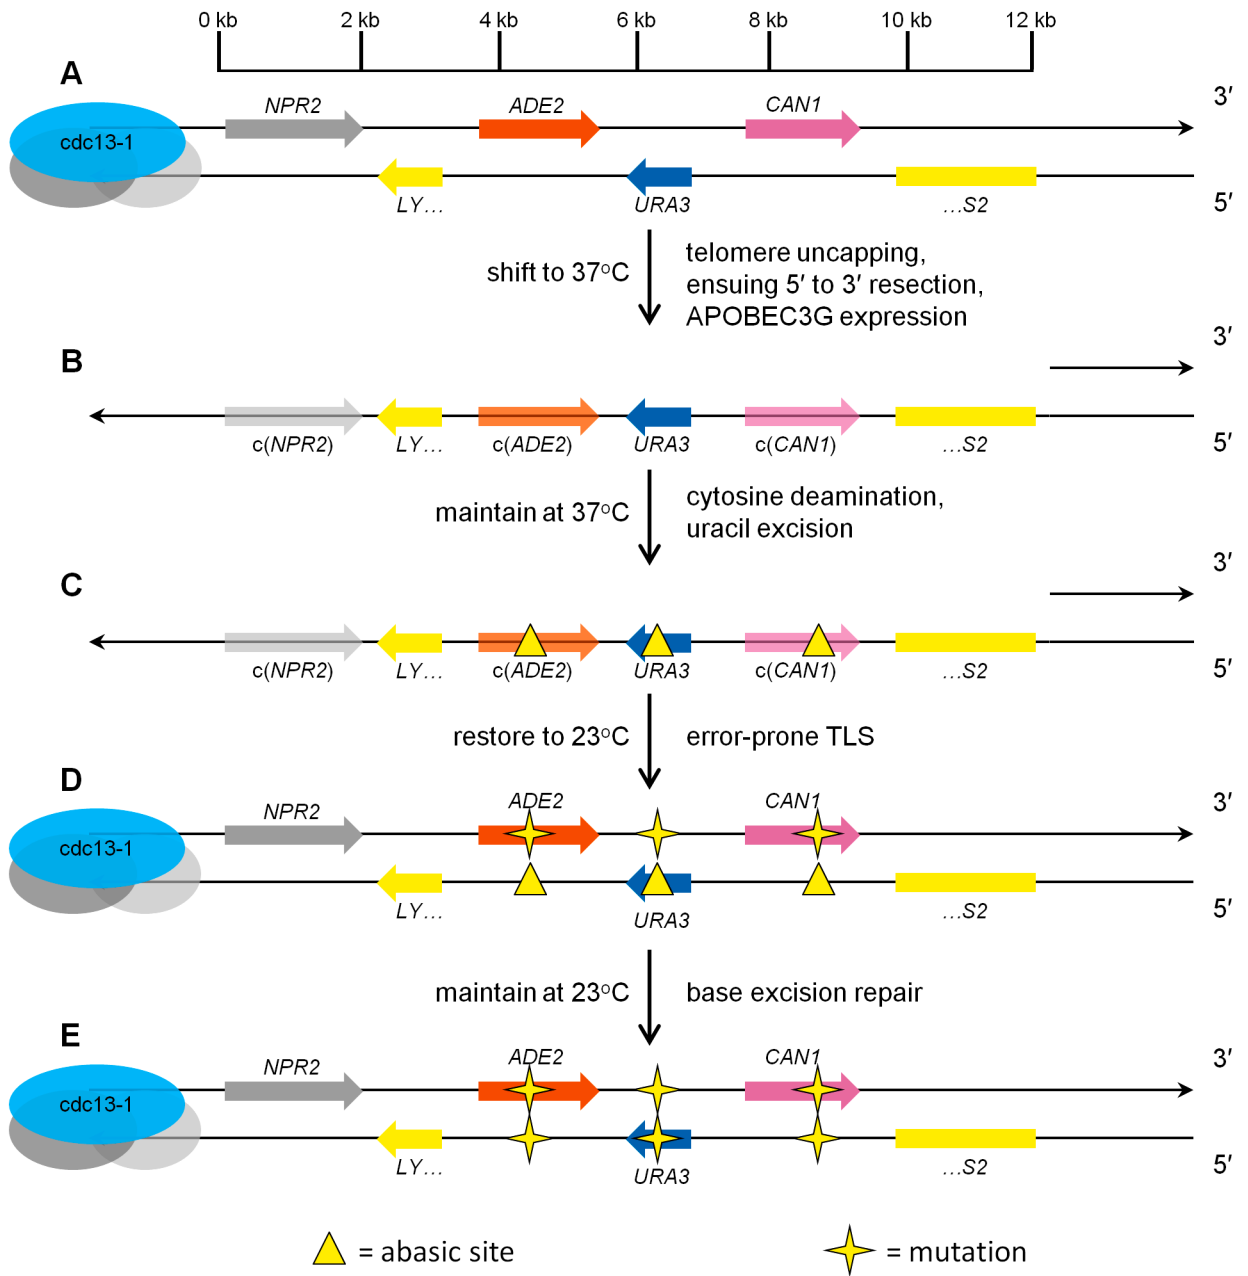 0 kb 2 kb 4 kb 6 kb 8 kb 10 kb 12 kb
A
3′
NPR2 ADE2 CAN1
cdc13-1
LY… URA3 …S2
5′
shift to 37°C
telomere uncapping,
ensuing 5′ to 3′ resection,
APOBEC3G expression
3′
B
c(NPR2) LY… c(ADE2) URA3 c(CAN1) …S2
5′
maintain at 37°C
cytosine deamination,
uracil excision
3′
C
c(NPR2) LY… c(ADE2) URA3 c(CAN1) …S2
5′
restore to 23°C
error-prone TLS
D
3′
NPR2 ADE2 CAN1
cdc13-1
LY… URA3 …S2
5′
maintain at 23°C
base excision repair
E
3′
NPR2 ADE2 CAN1
cdc13-1
LY… URA3 …S2
5′
= abasic site
= mutation